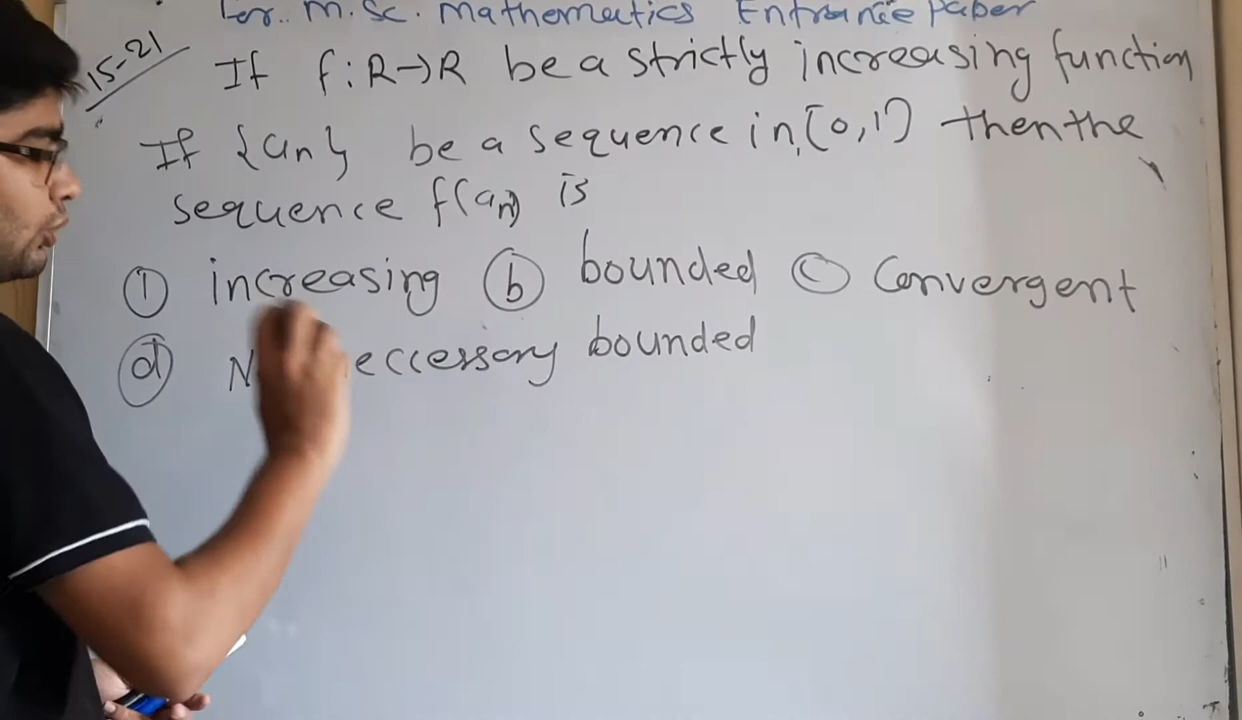 For.. M.Sc. Mathematics Entrance Paper
15-21
If f:R→R be a strictly increasing function
If {an} be a sequence in [0,1] then the
sequence f(an) is
① increasing ⓑ bounded ⓒ Convergent
ⓓ eccessory bounded